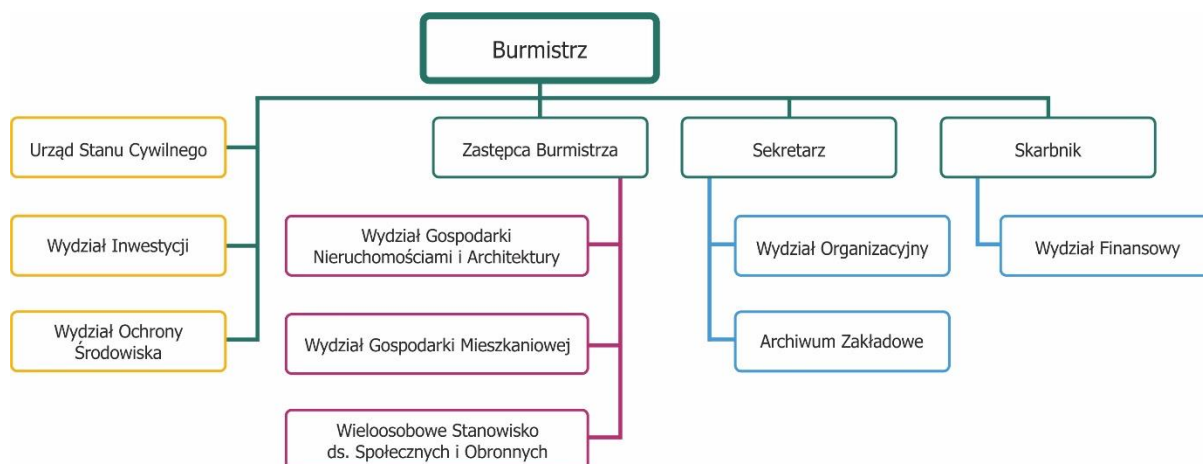 Burmistrz
Urząd Stanu Cywilnego
Zastępca Burmistrza
Sekretarz
Skarbnik
Wydział Inwestycji
Wydział Gospodarki
Nieruchomościami i Architektury
Wydział Organizacyjny
Wydział Finansowy
Wydział Ochrony
Środowiska
Wydział Gospodarki Mieszkaniowej
Archiwum Zakładowe
Wieloosobowe Stanowisko
ds. Społecznych i Obronnych